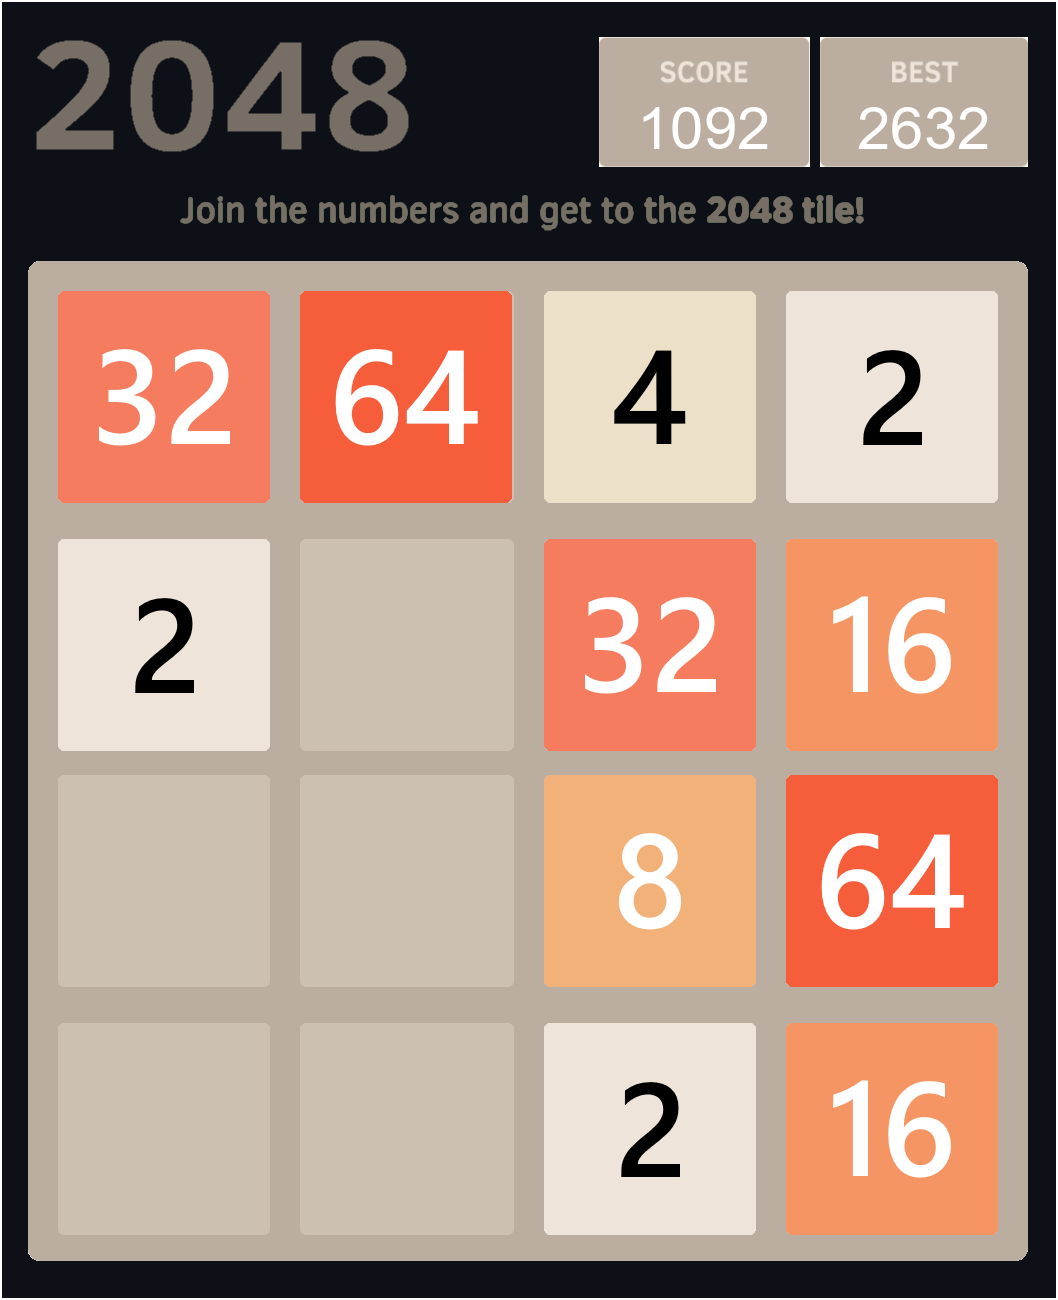 2048
SCORE BEST
1092 2632
Join the numbers and get to the 2048 tile!
32 64 4 2
2 32 16
8 64
2 16